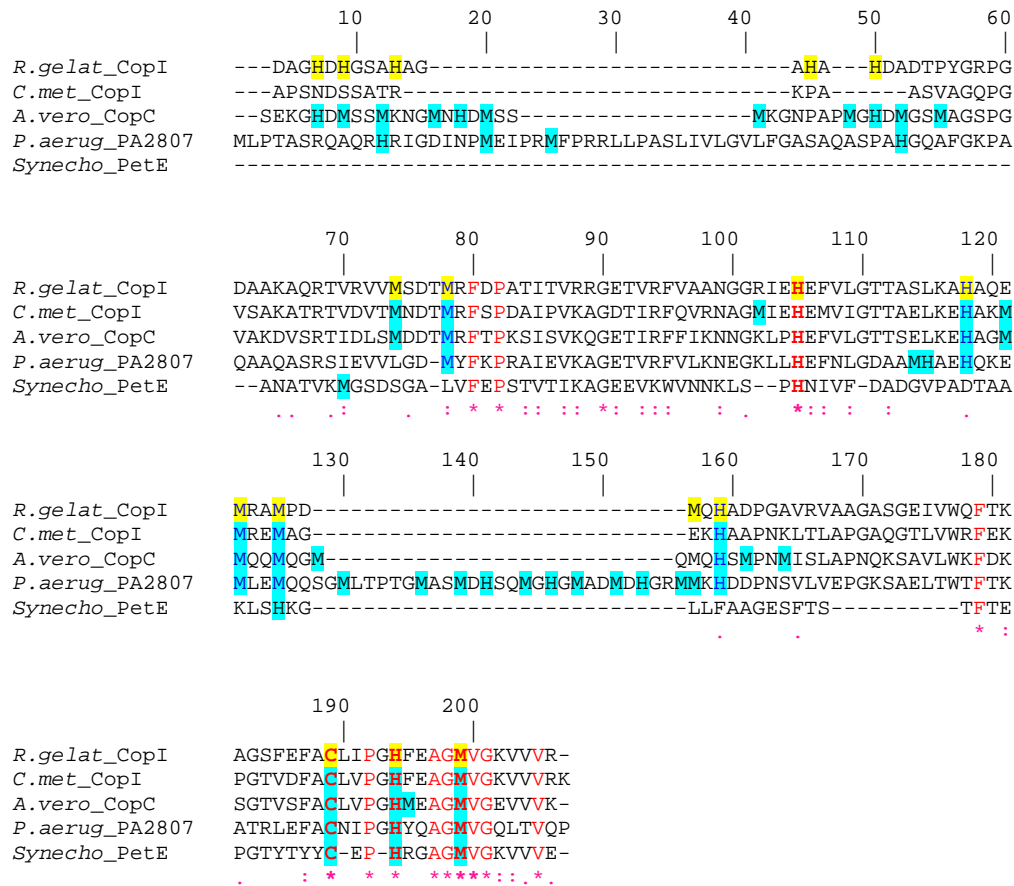 10 20 30 40 50 60
R.gelat_CopI ---DAGHDHGSAHAG----------------------------AHA---HDADTPYGRPG
C.met_CopI ---APSNDSSATR------------------------------KPA------ASVAGQPG
A.vero_CopC --SEKGHDMSSMKNGMNHDMSS------------------MKGNPAPMGHDMGSMAGSPG
P.aerug_PA2807 MLPTASRQAQRHRIGDINPMEIPRMFPRRLLPASLIVLGVLFGASAQASPAHGQAFGKPA
Synecho_PetE ------------------------------------------------------------
70 80 90 100 110 120
R.gelat_CopI DAAKAQRTVRVVMSDTMRFDPATITVRRGETVRFVAANGGRIEHEFVLGTTASLKAHAQE
C.met_CopI VSAKATRTVDVTMNDTMRFSPDAIPVKAGDTIRFQVRNAGMIEHEMVIGTTAELKEHAKM
A.vero_CopC VAKDVSRTIDLSMDDTMRFTPKSISVKQGETIRFFIKNNGKLPHEFVLGTTSELKEHAGM
P.aerug_PA2807 QAAQASRSIEVVLGD-MYFKPRAIEVKAGETVRFVLKNEGKLLHEFNLGDAAMHAEHQKE
Synecho_PetE --ANATVKMGSDSGA-LVFEPSTVTIKAGEEVKWVNNKLS--PHNIVF-DADGVPADTAA
. .  .:    .  : * * :: :: *: :::   : .   *:: :  :     .
130 140 150 160 170 180
R.gelat_CopI MRAMPD-----------------------------MQHADPGAVRVAAGASGEIVWQFTK
C.met_CopI MREMAG-----------------------------EKHAAPNKLTLAPGAQGTLVWRFEK
A.vero_CopC MQQMQGM---------------------------QMQHSMPNMISLAPNQKSAVLWKFDK
P.aerug_PA2807 MLEMQQSGMLTPTGMASMDHSQMGHGMADMDHGRMMKHDDPNSVLVEPGKSAELTWTFTK
Synecho_PetE KLSHKG-----------------------------LLFAAGESFTS----------TFTE
.     .             * :
190 200
R.gelat_CopI AGSFEFACLIPGHFEAGMVGKVVVR-
C.met_CopI PGTVDFACLVPGHFEAGMVGKVVVRK
A.vero_CopC SGTVSFACLVPGHMEAGMVGEVVVK-
P.aerug_PA2807 ATRLEFACNIPGHYQAGMVGQLTVQP
Synecho_PetE PGTYTYYC-EP-HRGAGMVGKVVVE-
.    : *  * *  *****::.*.